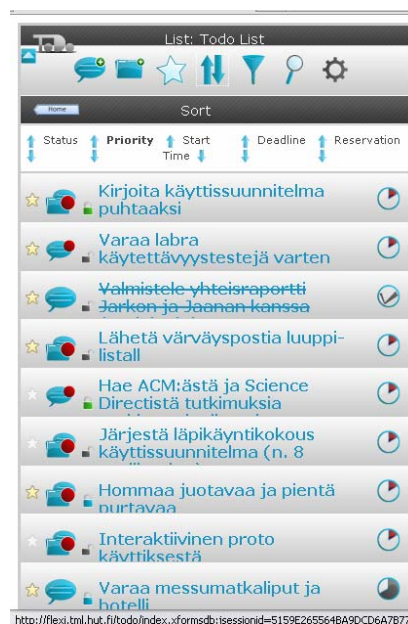 List: Todo List
Home
Sort
Status Priority Start Time Deadline Reservation
Kirjoita käyttissuunnitelma
puhtaaksi
Varaa labra
käytettävyystestejä varten
Valmistele yhteisraportti
Jarkon ja Jaanan kanssa
Lähetä värväyspostia luuppi-
listall
Hae ACM:ästä ja Science
Directistä tutkimuksia
Järjestä läpikäyntikokous
käyttissuunnitelma (n. 8
Hommaa juotavaa ja pientä
purtavaa
Interaktiivinen proto
käyttiksestä
Varaa messumatkaliput ja
hotelli
http://flexi.tml.hut.fi/todo/index.xformsdb;jsessionid=5159E265564BA9DCD6A7B77